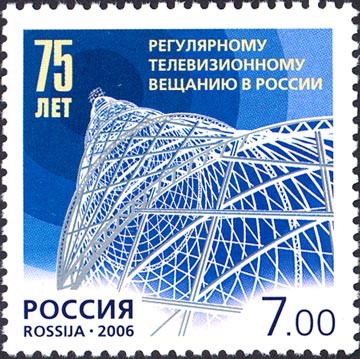 75
ЛЕТ
РЕГУЛЯРНОМУ
ТЕЛЕВИЗИОННОМУ
ВЕЩАНИЮ В РОССИИ
РОССИЯ
ROSSIJA · 2006
7.00